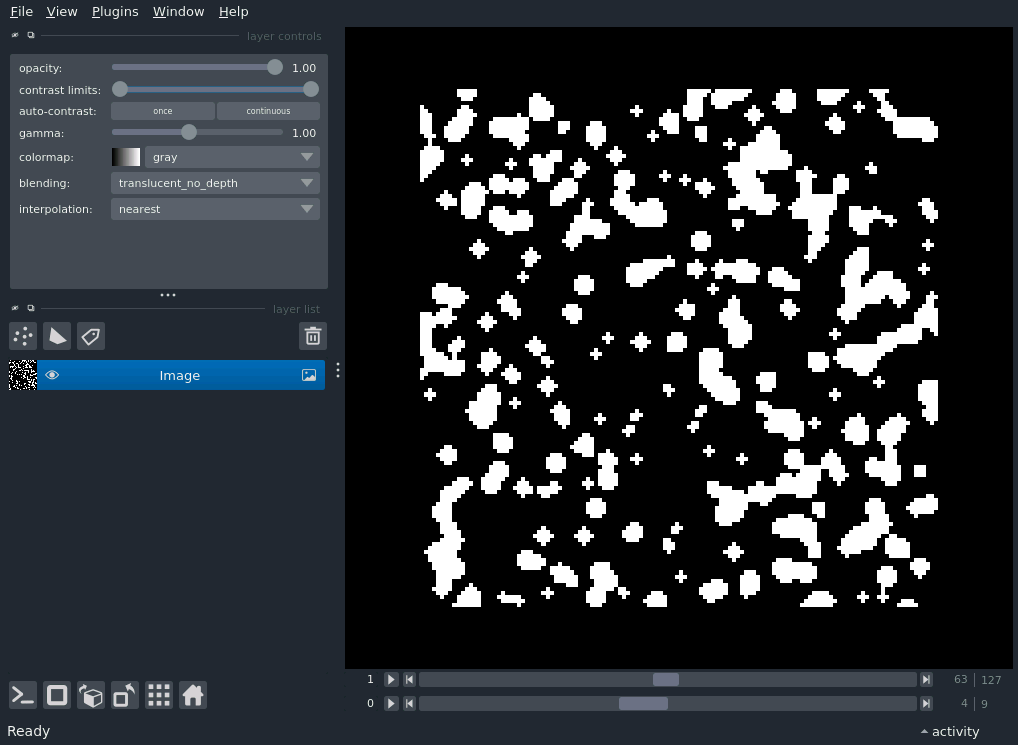 File View Plugins Window Help
layer controls
opacity: 1.00
contrast limits:
auto-contrast: once continuous
gamma: 1.00
colormap: gray
blending: translucent_no_depth
interpolation: nearest
layer list
Image
1 63 127
0 4 9
Ready activity